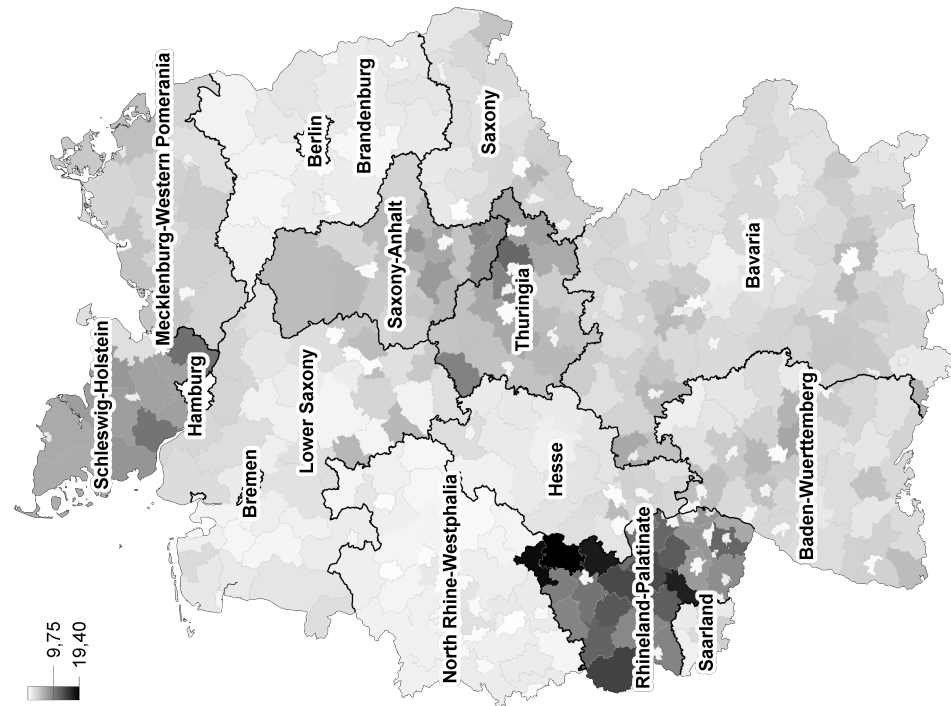 Schleswig-Holstein
Mecklenburg-Western Pomerania
Hamburg
Bremen
Lower Saxony
Berlin
Brandenburg
Saxony-Anhalt
Saxony
North Rhine-Westphalia
Hesse
Thuringia
Rhineland-Palatinate
Saarland
Baden-Wuerttemberg
Bavaria
9,75
19,40